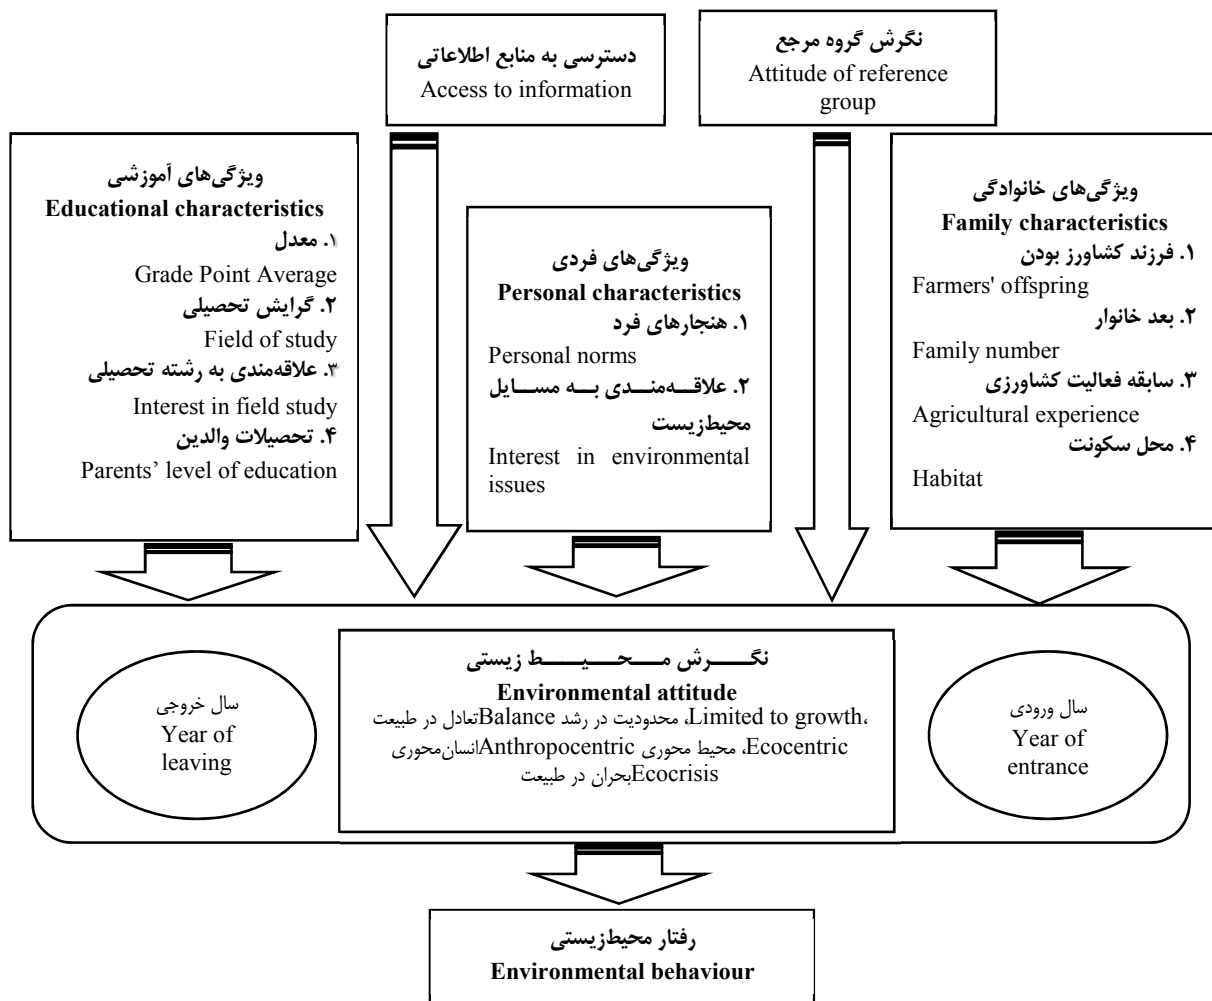 دسترسی به منابع اطلاعاتی
Access to information
نگرش گروه مرجع
Attitude of reference
group
ویژگی‌های آموزشی
Educational characteristics
۱. معدل
Grade Point Average
۲. گرایش تحصیلی
Field of study
۳. علاقه‌مندی به رشته تحصیلی
Interest in field study
۴. تحصیلات والدین
Parents’ level of education
ویژگی‌های فردی
Personal characteristics
۱. هنجارهای فرد
Personal norms
۲. علاقـــه‌منـــدی بـــه مســـایل
محیط‌زیست
Interest in environmental
issues
ویژگی‌های خانوادگی
Family characteristics
۱. فرزند کشاورز بودن
Farmers' offspring
۲. بعد خانوار
Family number
۳. سابقه فعالیت کشاورزی
Agricultural experience
۴. محل سکونت
Habitat
سال خروجی
Year of
leaving
نگـــــرش مـــحـــیـــــط زیستی
Environmental attitude
تعادل در طبیعت Balance، محدودیت در رشد Limited to growth،
انسان‌محوری Anthropocentric، محیط محوری Ecocentric
بحران در طبیعت Ecocrisis
سال ورودی
Year of
entrance
رفتار محیط‌زیستی
Environmental behaviour